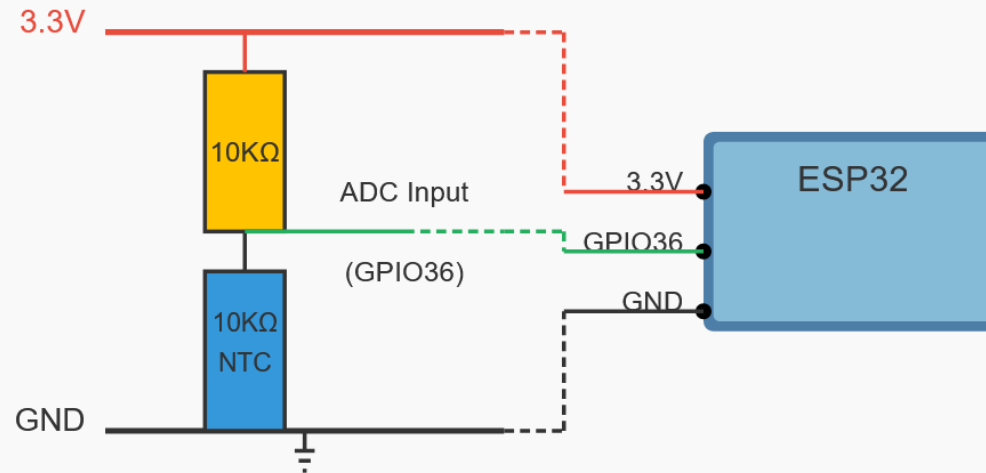 3.3V
10KΩ
ADC Input
(GPIO36)
10KΩ
NTC
GND
3.3V
GPIO36
GND
ESP32